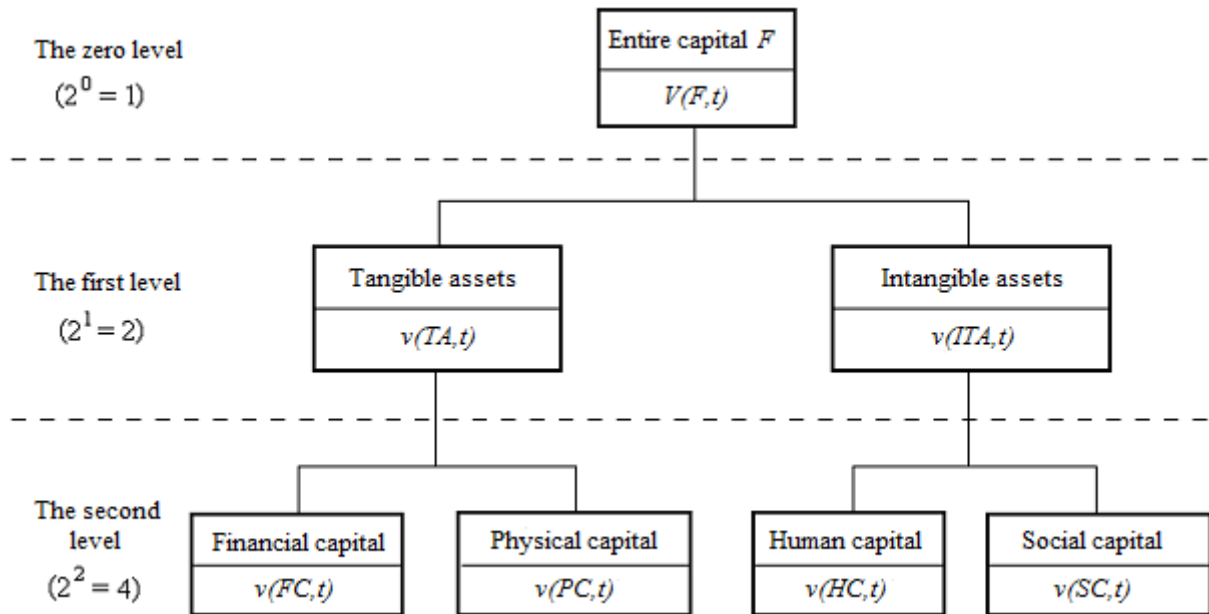 The zero level
(2^0 = 1)
Entire capital F
V(F,t)
The first level
(2^1 = 2)
Tangible assets
v(TA,t)
Intangible assets
v(ITA,t)
The second
level
(2^2 = 4)
Financial capital
v(FC,t)
Physical capital
v(PC,t)
Human capital
v(HC,t)
Social capital
v(SC,t)